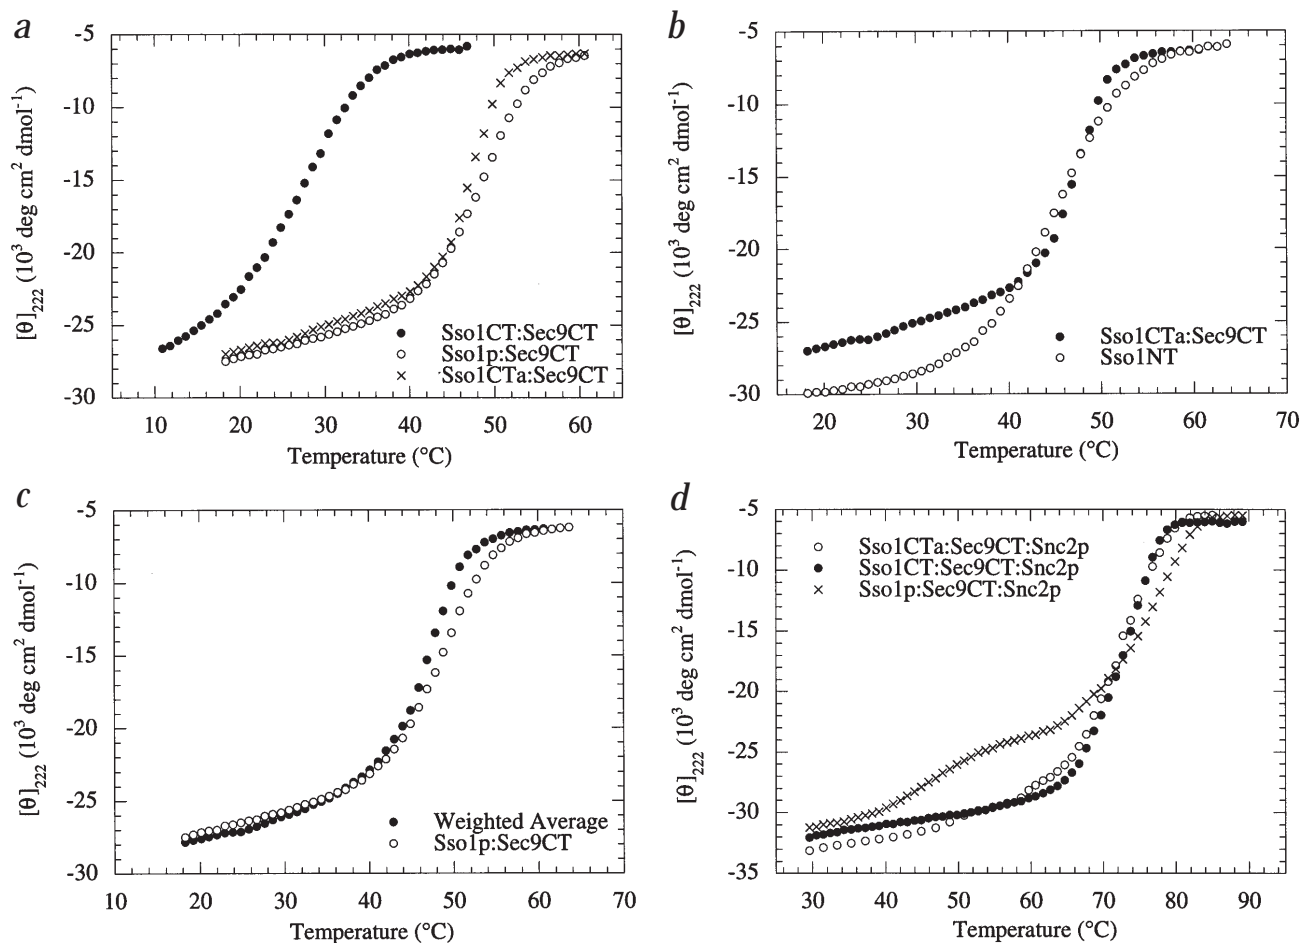 a
-5
-10
-15
-20
-25
-30
[θ]222 (10³ deg cm² dmol⁻¹)
Sso1CT:Sec9CT
Sso1p:Sec9CT
Sso1CTa:Sec9CT
10 20 30 40 50 60
Temperature (°C)
b
-5
-10
-15
-20
-25
-30
[θ]222 (10³ deg cm² dmol⁻¹)
Sso1CTa:Sec9CT
Sso1NT
20 30 40 50 60 70
Temperature (°C)
c
-5
-10
-15
-20
-25
-30
[θ]222 (10³ deg cm² dmol⁻¹)
Weighted Average
Sso1p:Sec9CT
10 20 30 40 50 60 70
Temperature (°C)
d
-5
-10
-15
-20
-25
-30
-35
[θ]222 (10³ deg cm² dmol⁻¹)
Sso1CTa:Sec9CT:Snc2p
Sso1CT:Sec9CT:Snc2p
Sso1p:Sec9CT:Snc2p
30 40 50 60 70 80 90
Temperature (°C)